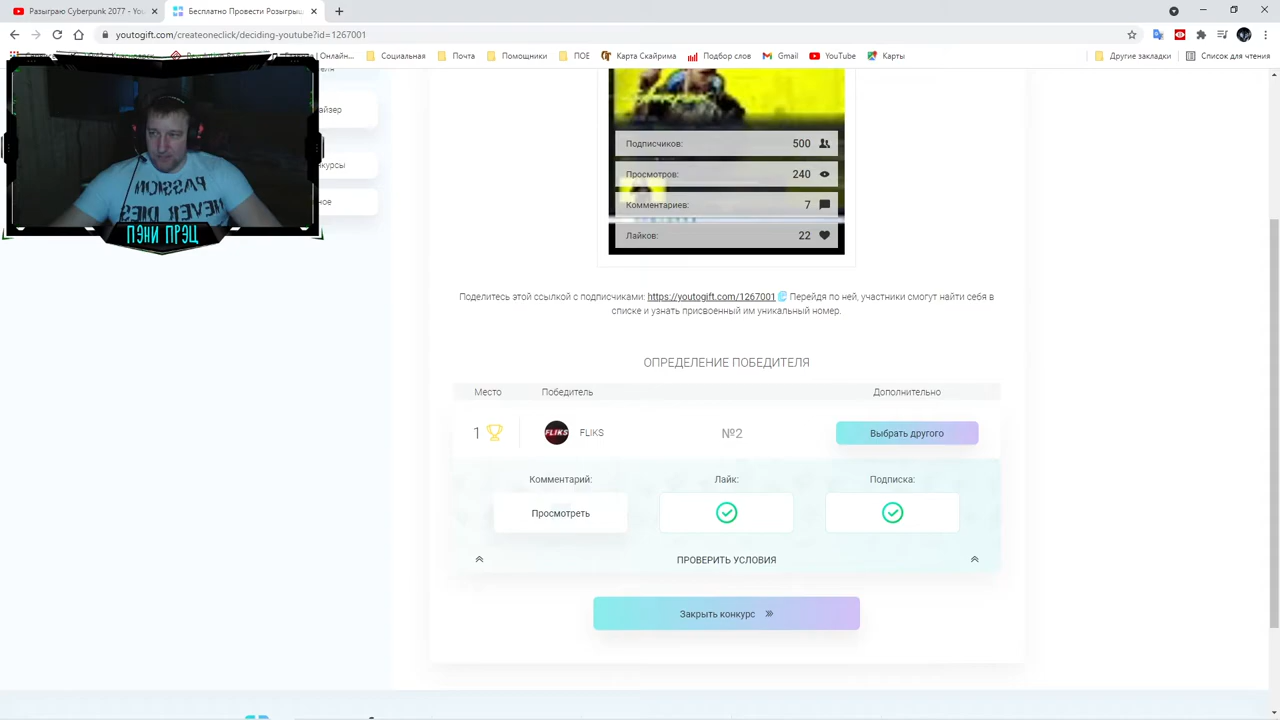 Разыграю Cyberpunk 2077 - You
Бесплатно Провести Розыгрыш
youtogift.com/createoneclick/deciding-youtube?id=1267001
Социальная
Почта
Помощники
ПОЕ
Карта Скайрима
Подбор слов
Gmail
YouTube
Карты
Другие закладки
Список для чтения
ПЭНИ ПРЭЦ
Подписчиков: 500
Просмотров: 240
Комментариев: 7
Лайков: 22
Поделитесь этой ссылкой с подписчиками: https://youtogift.com/1267001 Перейдя по ней, участники смогут найти себя в
списке и узнать присвоенный им уникальный номер.
ОПРЕДЕЛЕНИЕ ПОБЕДИТЕЛЯ
Место Победитель Дополнительно
1 FLIKS FLIKS №2 Выбрать другого
Комментарий: Лайк: Подписка:
Просмотреть
ПРОВЕРИТЬ УСЛОВИЯ
Закрыть конкурс